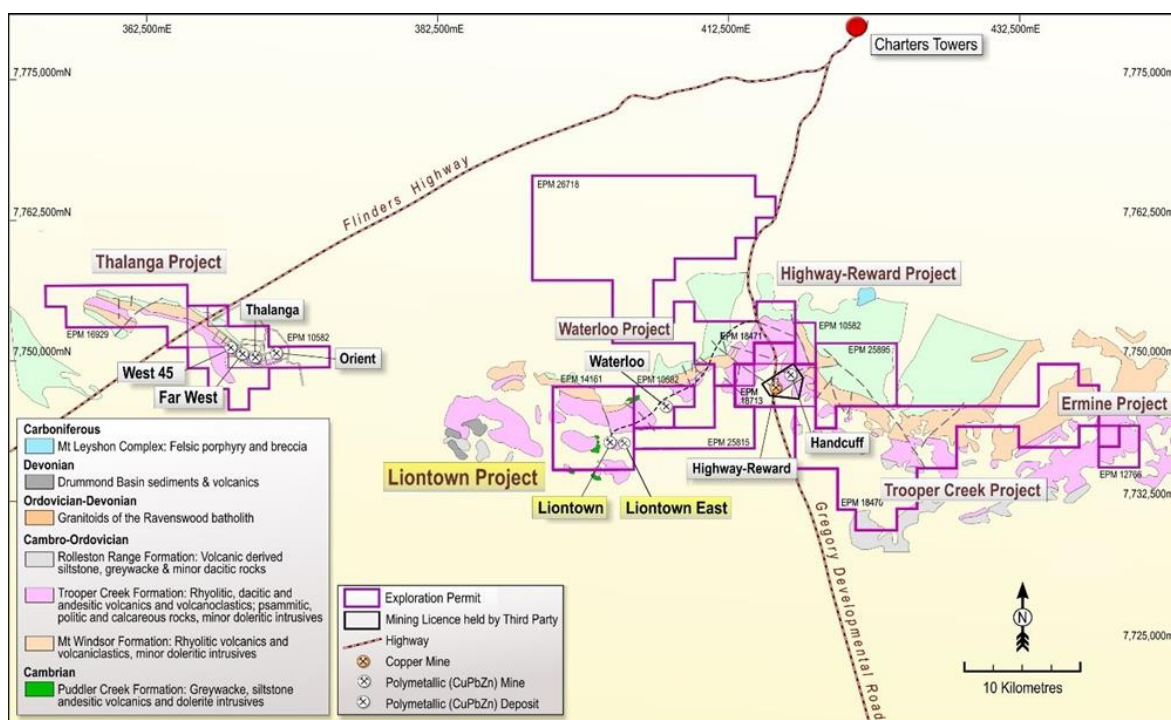 362,500mE
382,500mE
412,500mE
432,500mE
Charters Towers
7,775,000mN
7,775,000mN
Flinders Highway
EPM 26718
7,762,500mN
7,762,500mN
Thalanga Project
Highway-Reward Project
Thalanga
EPM 16929
EPM 10582
Orient
West 45
Far West
Waterloo Project
EPM 18471
EPM 10582
7,750,000mN
7,750,000mN
Waterloo
EPM 25895
EPM 14161
EPM 10582
EPM
18713
Ermine Project
Handcuff
EPM 25815
Highway-Reward
Liontown Project
EPM 12766
Trooper Creek Project
Liontown
Liontown East
EPM 18470
7,732,500mN
Gregory Developmental Road
7,725,000mN
Carboniferous
Mt Leyshon Complex: Felsic porphyry and breccia
Devonian
Drummond Basin sediments & volcanics
Ordovician-Devonian
Granitoids of the Ravenswood batholith
Cambro-Ordovician
Rolleston Range Formation: Volcanic derived
siltstone, greywacke & minor dacitic rocks
Trooper Creek Formation: Rhyolitic, dacitic and
andesitic volcanics and volcanoclastics; psammitic,
politic and calcareous rocks, minor doleritic intrusives
Mt Windsor Formation: Rhyolitic volcanics and
volcaniclastics, minor doleritic intrusives
Cambrian
Puddler Creek Formation: Greywacke, siltstone
andesitic volcanics and dolerite intrusives
Exploration Permit
Mining Licence held by Third Party
Highway
Copper Mine
Polymetallic (CuPbZn) Mine
Polymetallic (CuPbZn) Deposit
N
10 Kilometres